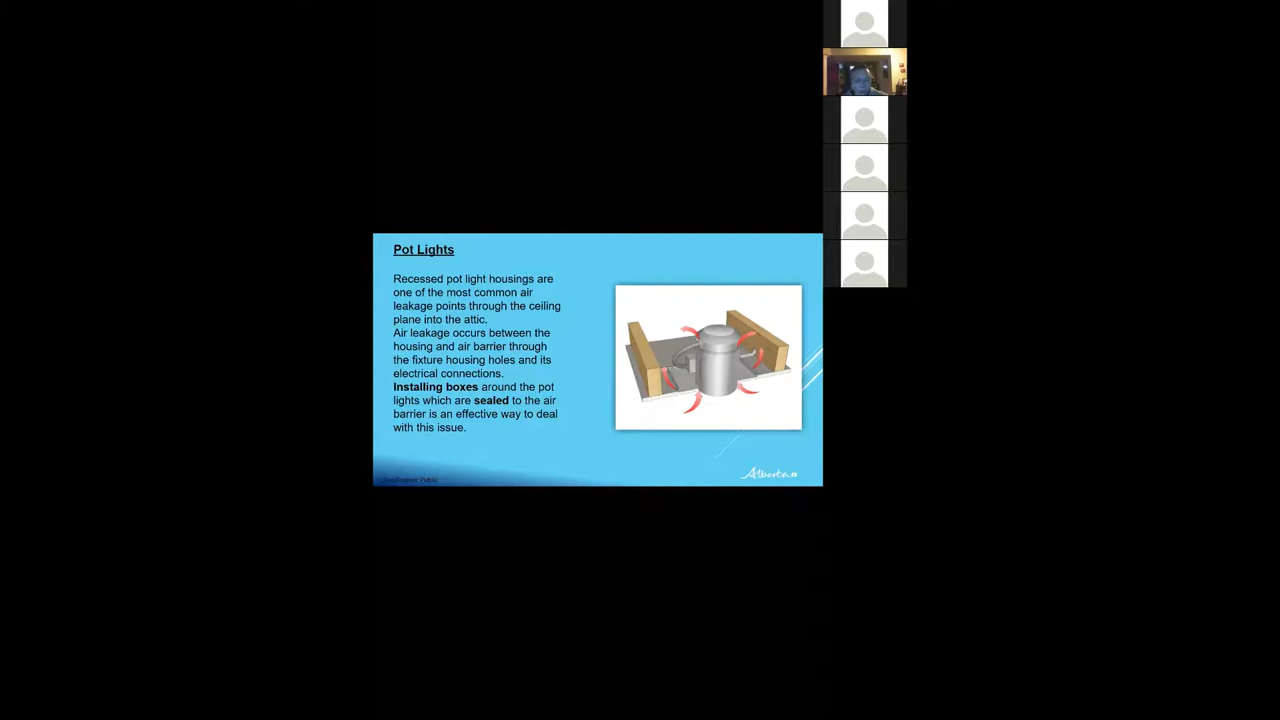 Pot Lights
Recessed pot light housings are
one of the most common air
leakage points through the ceiling
plane into the attic.
Air leakage occurs between the
housing and air barrier through
the fixture housing holes and its
electrical connections.
Installing boxes around the pot
lights which are sealed to the air
barrier is an effective way to deal
with this issue.
Alberta
Classification: Public